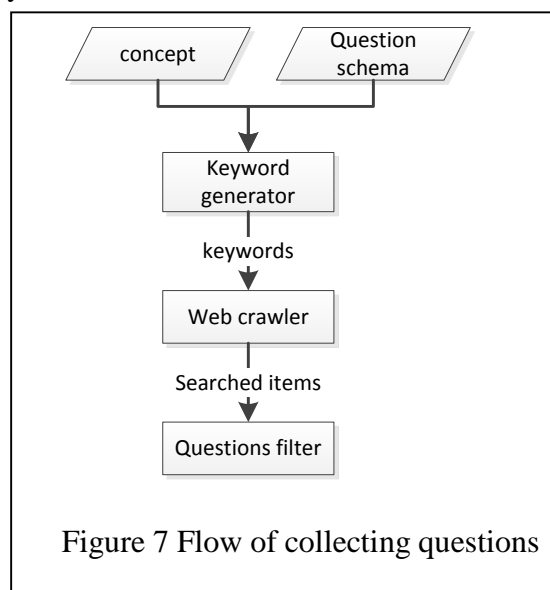 concept
Question
schema
Keyword
generator
keywords
Web crawler
Searched items
Questions filter
Figure 7 Flow of collecting questions